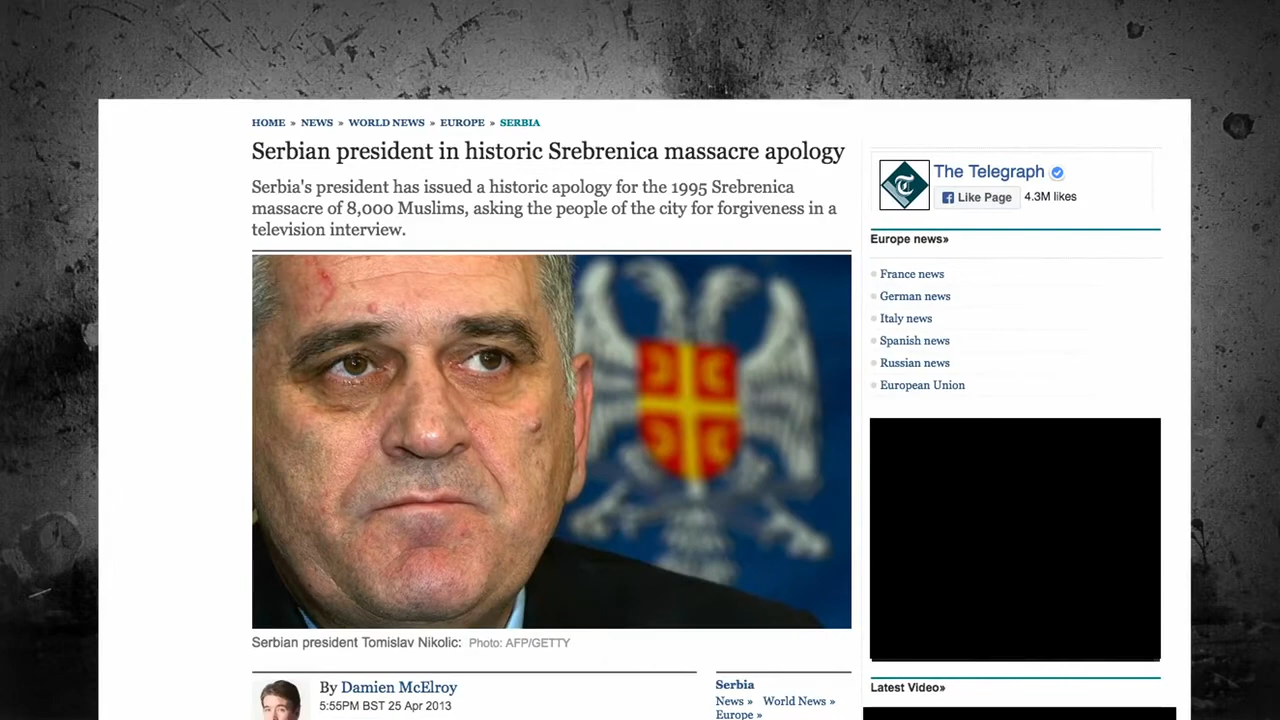 HOME » NEWS » WORLD NEWS » EUROPE » SERBIA
Serbian president in historic Srebrenica massacre apology
Serbia's president has issued a historic apology for the 1995 Srebrenica
massacre of 8,000 Muslims, asking the people of the city for forgiveness in a
television interview.
Serbian president Tomislav Nikolic: Photo: AFP/GETTY
By Damien McElroy
5:55PM BST 25 Apr 2013
Serbia
News » World News »
Europe »
The Telegraph
Like Page 4.3M likes
Europe news»
France news
German news
Italy news
Spanish news
Russian news
European Union
Latest Video»